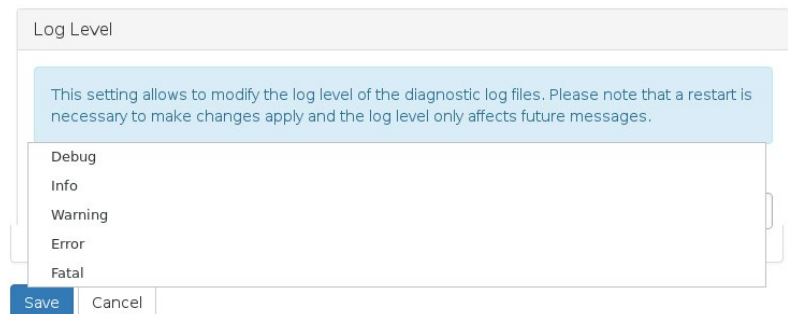 Log Level
This setting allows to modify the log level of the diagnostic log files. Please note that a restart is
necessary to make changes apply and the log level only affects future messages.
Debug
Info
Warning
Error
Fatal
Save Cancel